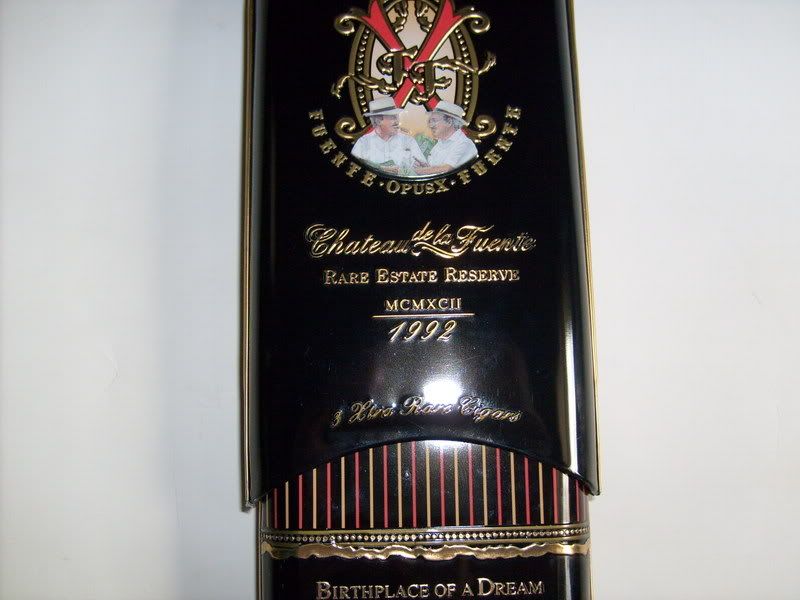 FF
FUENTE · OPUSX · FUENTE
Chateau de la Fuente
RARE ESTATE RESERVE
MCMXCII
1992
3 Xtra Rare Cigars
BIRTHPLACE OF A DREAM